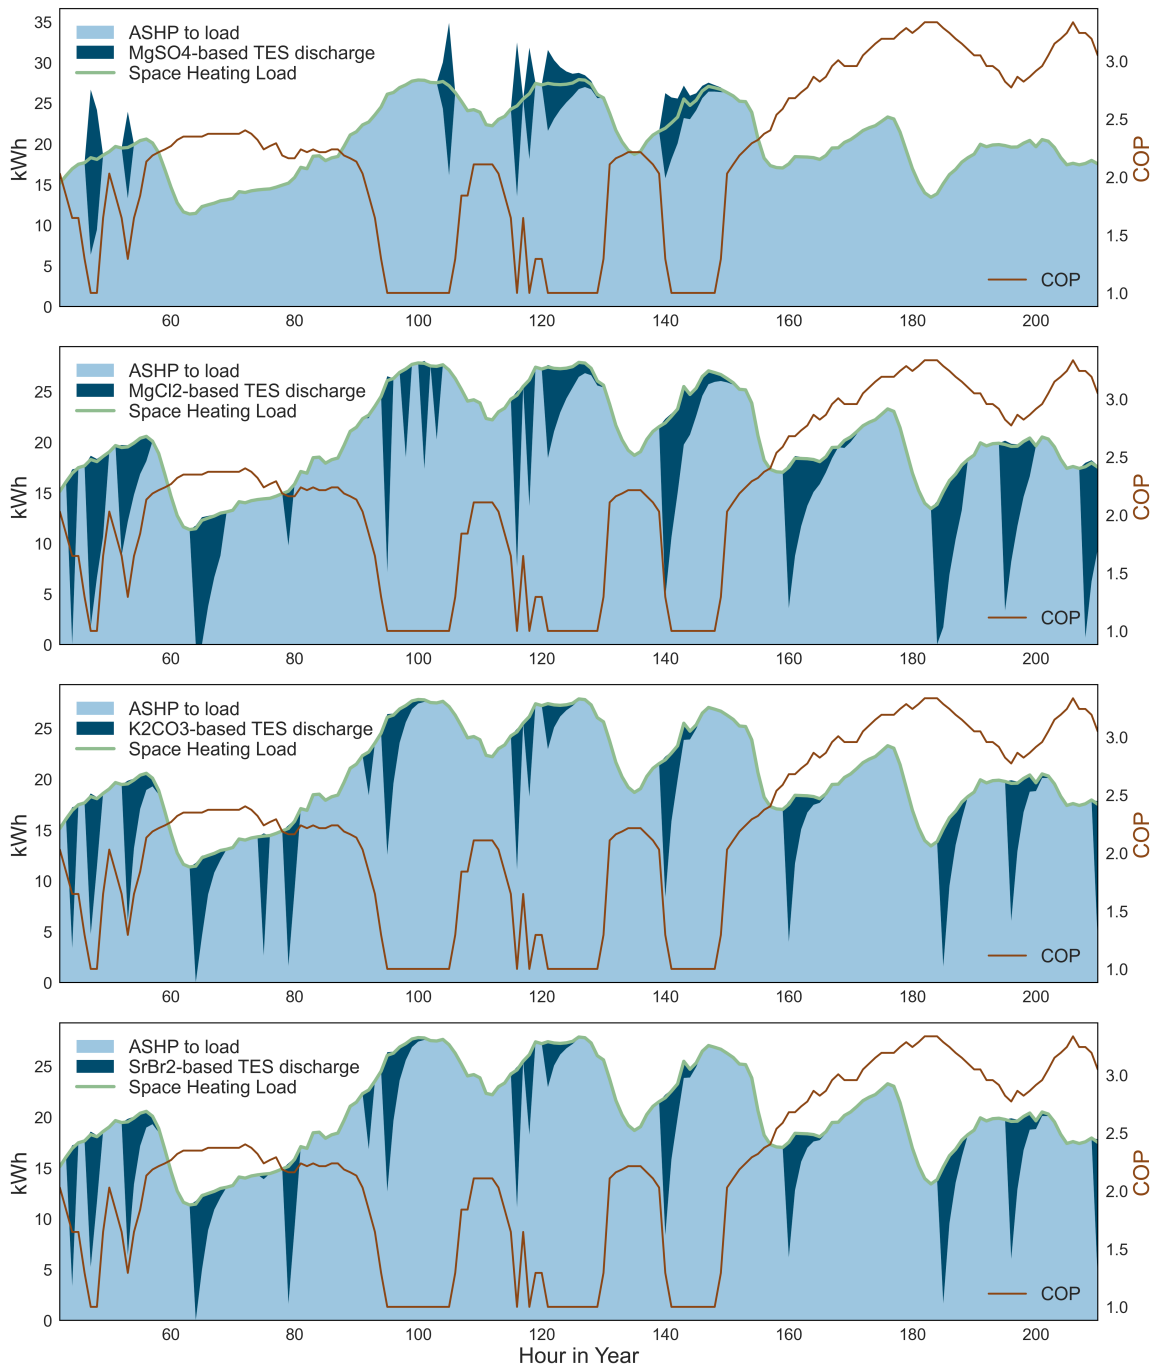 35
30
25
20
15
10
5
0
kWh
ASHP to load
MgSO4-based TES discharge
Space Heating Load
COP
3.0
2.5
2.0
1.5
1.0
COP
60 80 100 120 140 160 180 200
25
20
15
10
5
0
kWh
ASHP to load
MgCl2-based TES discharge
Space Heating Load
COP
3.0
2.5
2.0
1.5
1.0
COP
60 80 100 120 140 160 180 200
25
20
15
10
5
0
kWh
ASHP to load
K2CO3-based TES discharge
Space Heating Load
COP
3.0
2.5
2.0
1.5
1.0
COP
60 80 100 120 140 160 180 200
25
20
15
10
5
0
kWh
ASHP to load
SrBr2-based TES discharge
Space Heating Load
COP
3.0
2.5
2.0
1.5
1.0
COP
60 80 100 120 140 160 180 200
Hour in Year